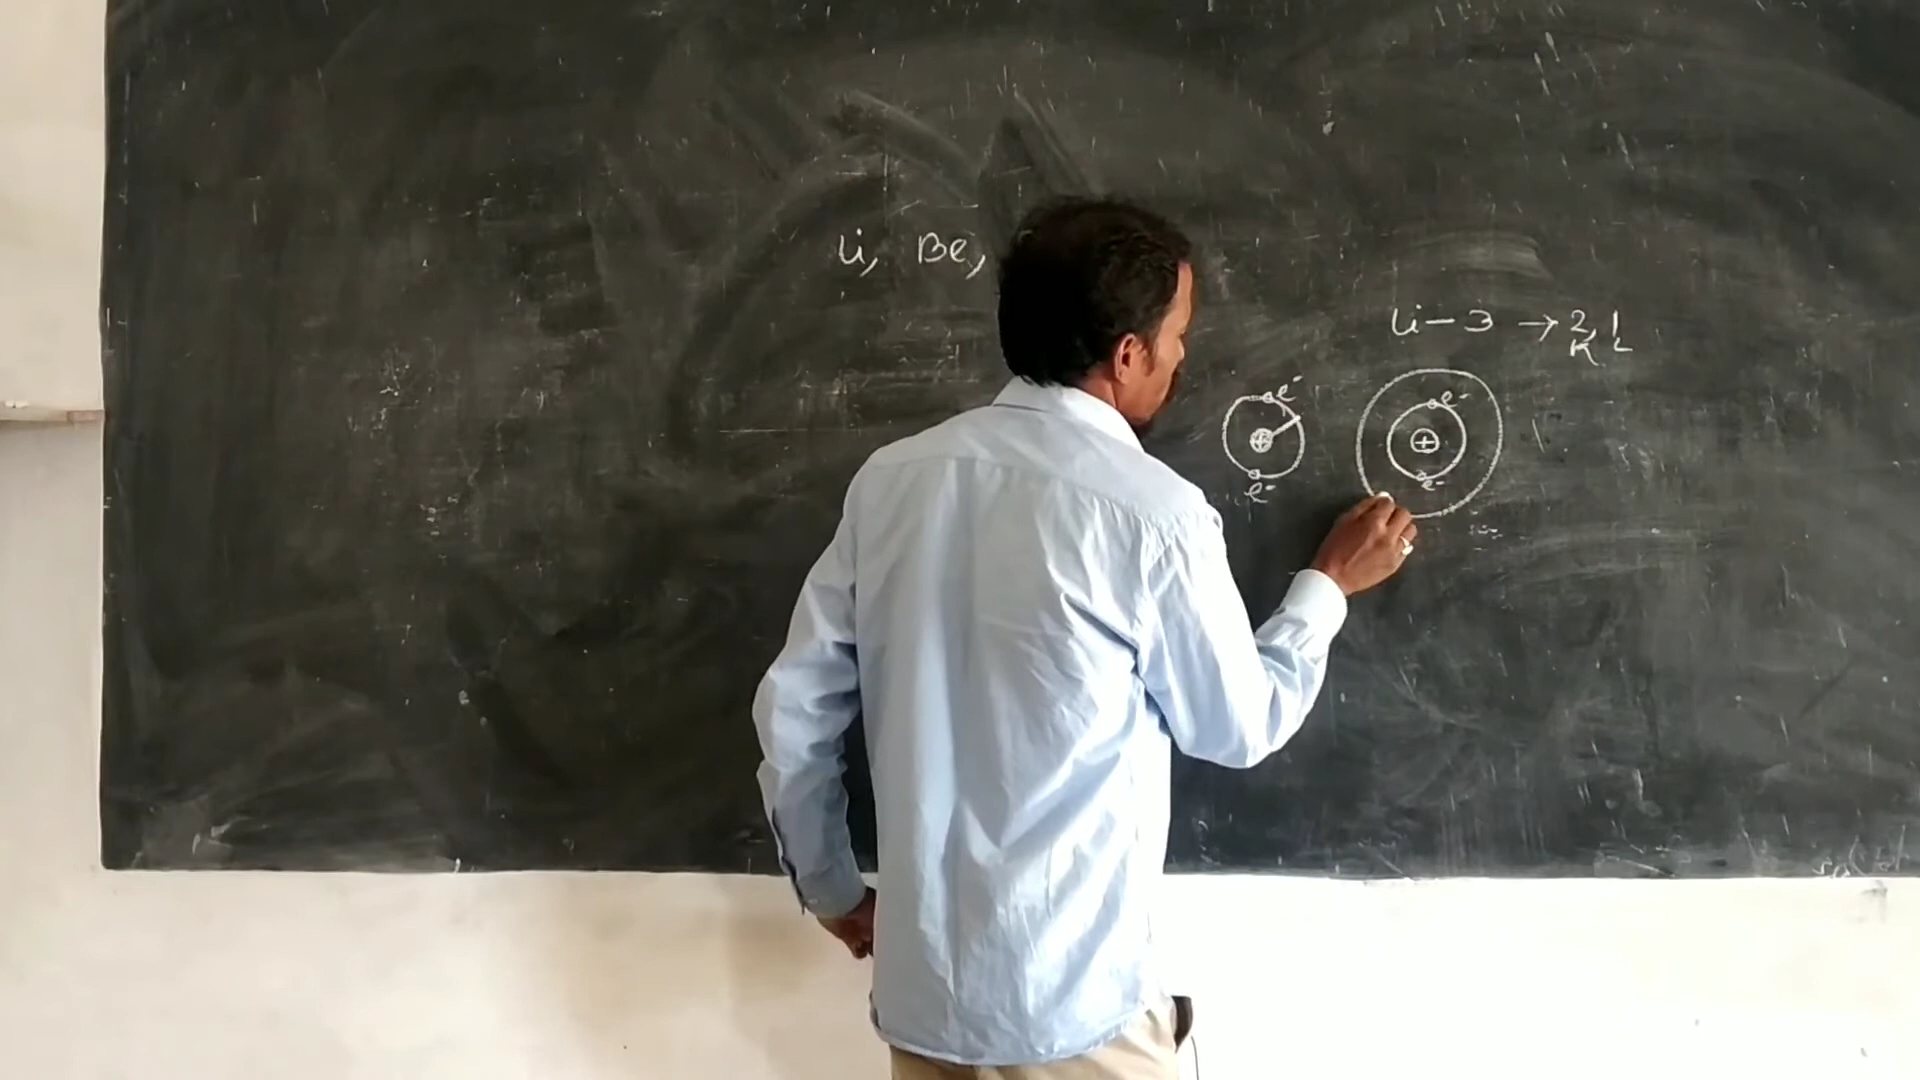 Li, Be,
Li – 3 → 2, 1
K L
e⁻ e⁻
+ +
e⁻ e⁻